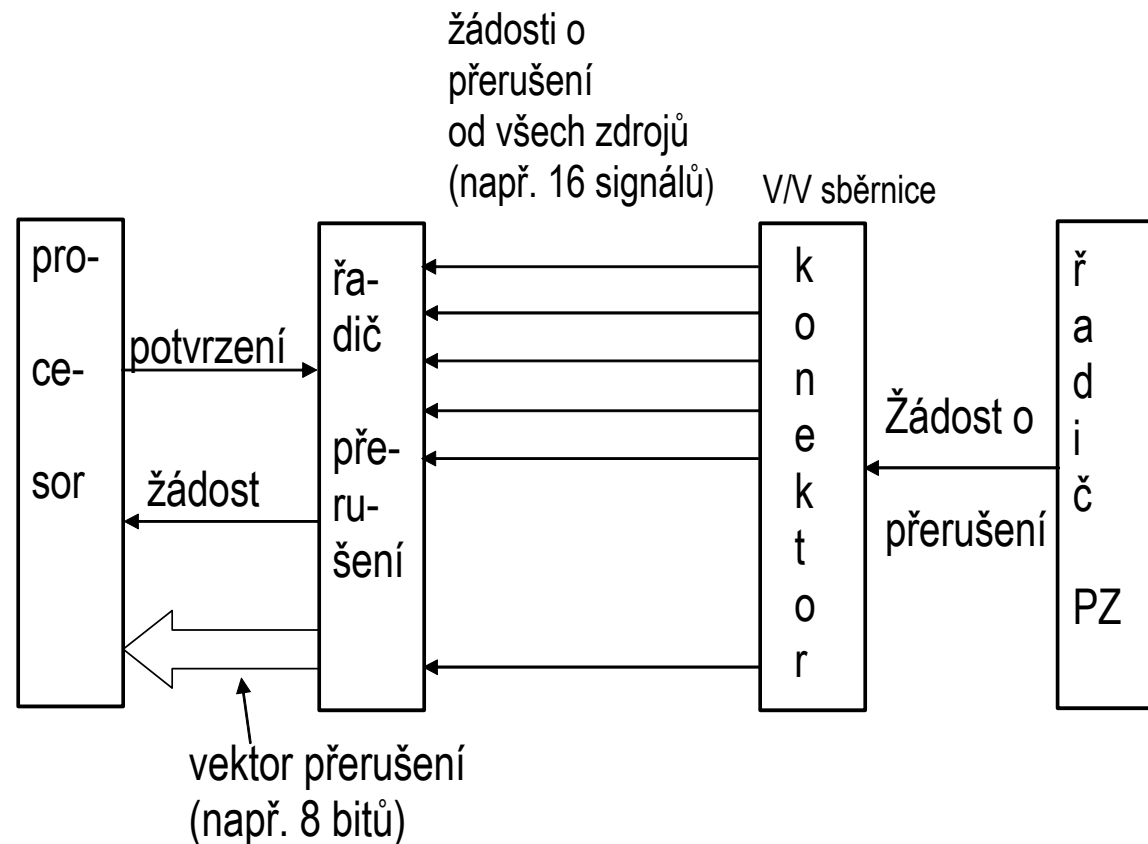 žádosti o
přerušení
od všech zdrojů
(např. 16 signálů)
V/V sběrnice
pro-
ce-
sor
potvrzení
žádost
řa-
dič
pře-
ru-
šení
k
o
n
e
k
t
o
r
Žádost o
přerušení
ř
a
d
i
č
PZ
vektor přerušení
(např. 8 bitů)